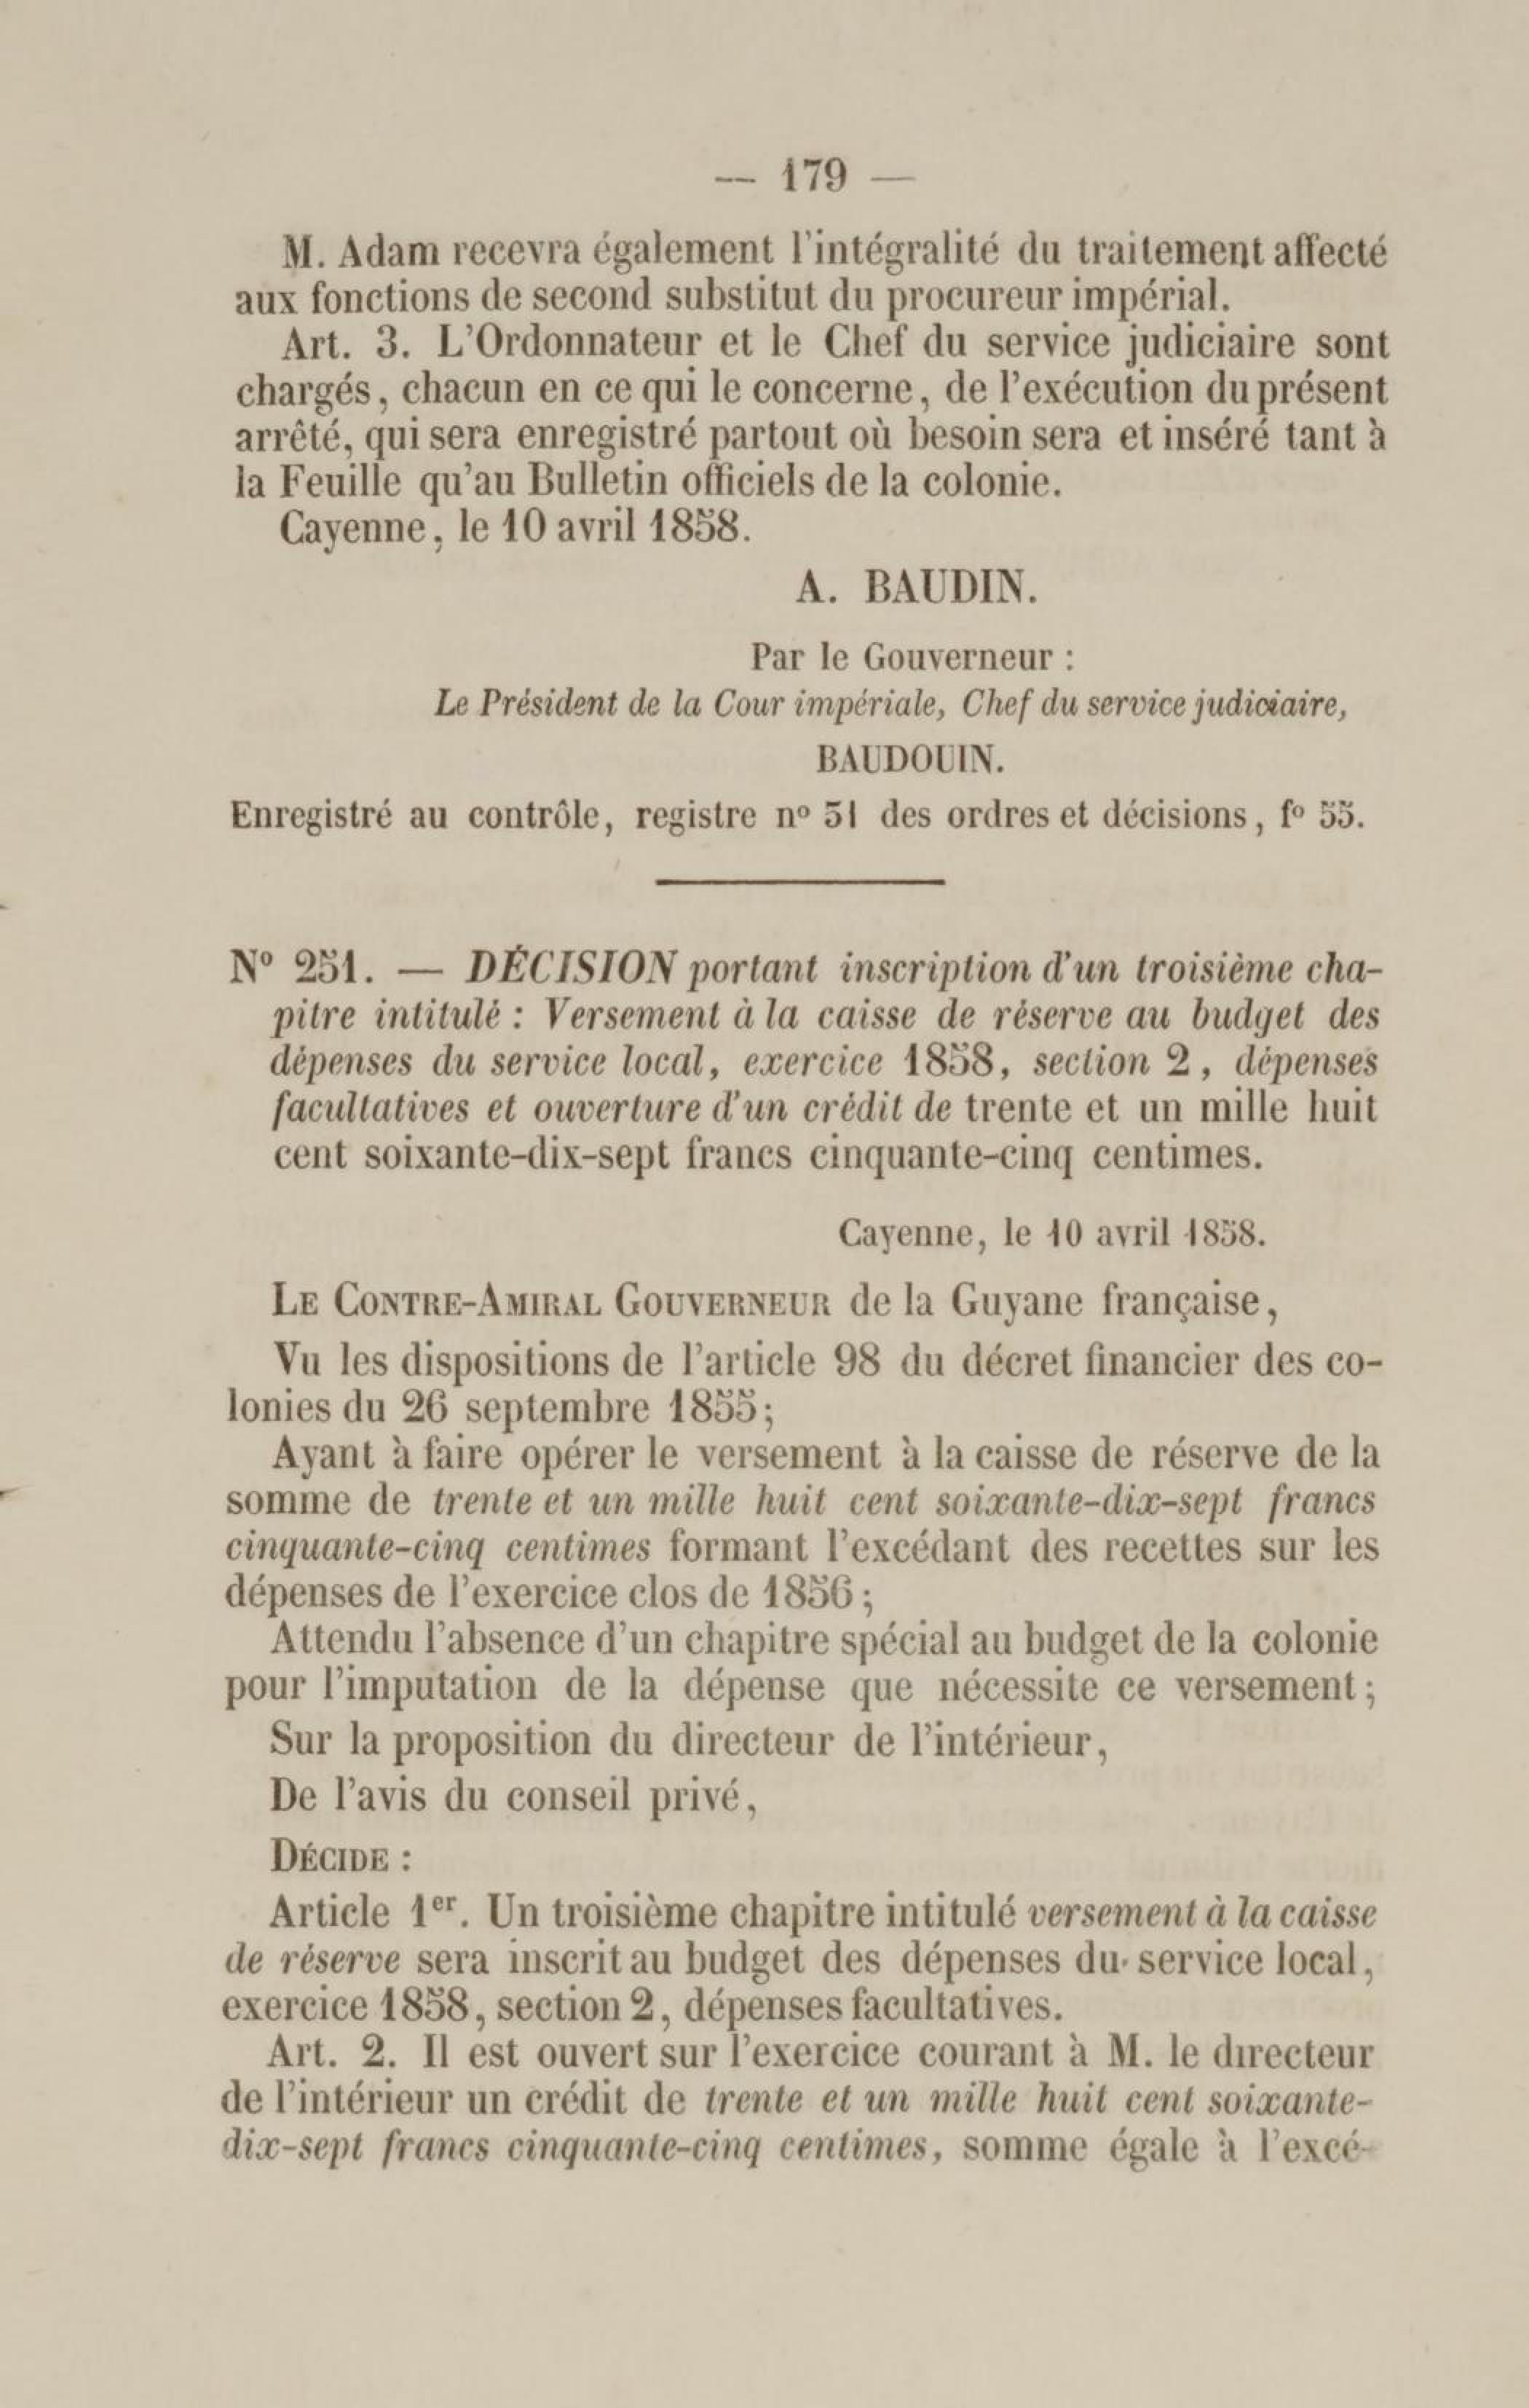 — 179 —
M. Adam recevra également l'intégralité du traitement affecté
aux fonctions de second substitut du procureur impérial.
Art. 3. L'Ordonnateur et le Chef du service judiciaire sont
chargés, chacun en ce qui le concerne, de l'exécution du présent
arrêté, qui sera enregistré partout où besoin sera et inséré tant à
la Feuille qu'au Bulletin officiels de la colonie.
Cayenne, le 10 avril 1858.
A. BAUDIN.
Par le Gouverneur :
Le Président de la Cour impériale, Chef du service judiciaire,
BAUDOUIN.
Enregistré au contrôle, registre nº 51 des ordres et décisions, fº 55.
Nº 251. — DÉCISION portant inscription d'un troisième cha-
pitre intitulé : Versement à la caisse de réserve au budget des
dépenses du service local, exercice 1858, section 2, dépenses
facultatives et ouverture d'un crédit de trente et un mille huit
cent soixante-dix-sept francs cinquante-cinq centimes.
Cayenne, le 10 avril 1858.
LE CONTRE-AMIRAL GOUVERNEUR de la Guyane française,
Vu les dispositions de l'article 98 du décret financier des co-
lonies du 26 septembre 1855;
Ayant à faire opérer le versement à la caisse de réserve de la
somme de trente et un mille huit cent soixante-dix-sept francs
cinquante-cinq centimes formant l'excédant des recettes sur les
dépenses de l'exercice clos de 1856;
Attendu l'absence d'un chapitre spécial au budget de la colonie
pour l'imputation de la dépense que nécessite ce versement;
Sur la proposition du directeur de l'intérieur,
De l'avis du conseil privé,
DÉCIDE :
Article 1er. Un troisième chapitre intitulé versement à la caisse
de réserve sera inscrit au budget des dépenses du service local,
exercice 1858, section 2, dépenses facultatives.
Art. 2. Il est ouvert sur l'exercice courant à M. le directeur
de l'intérieur un crédit de trente et un mille huit cent soixante-
dix-sept francs cinquante-cinq centimes, somme égale à l'excé-